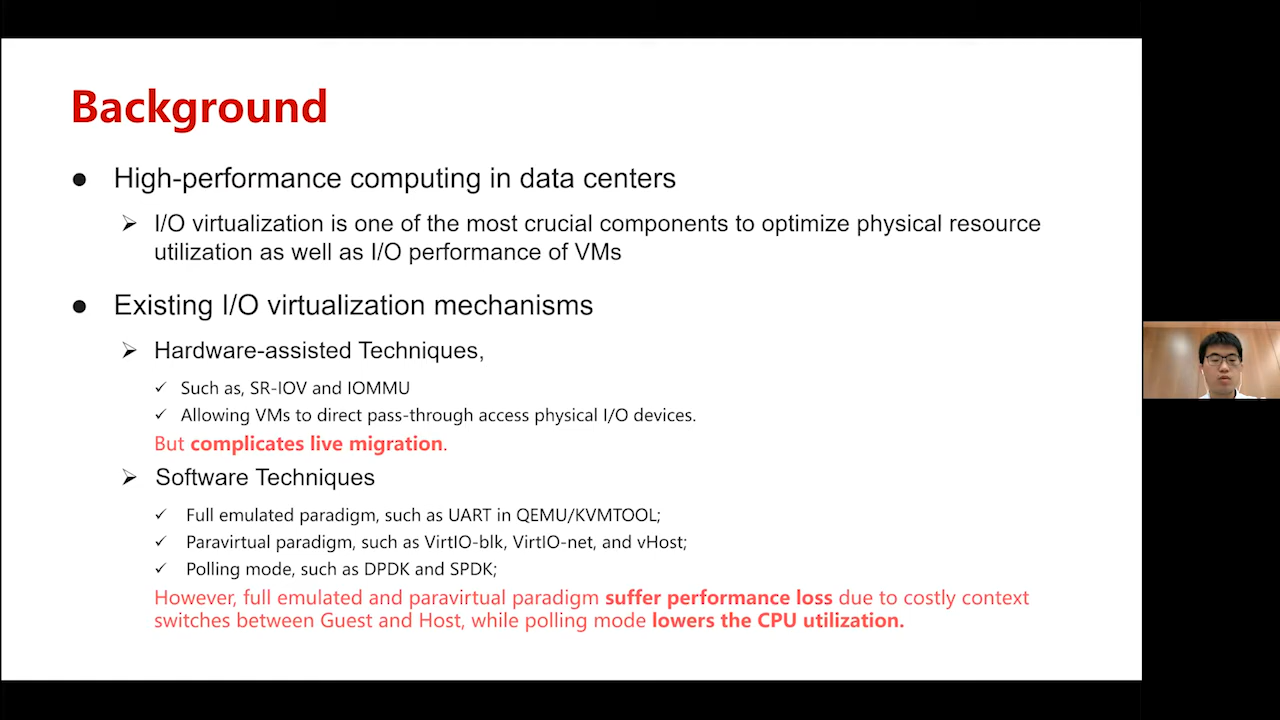 Background
● High-performance computing in data centers
➢ I/O virtualization is one of the most crucial components to optimize physical resource
utilization as well as I/O performance of VMs
● Existing I/O virtualization mechanisms
➢ Hardware-assisted Techniques,
✓ Such as, SR-IOV and IOMMU
✓ Allowing VMs to direct pass-through access physical I/O devices.
But complicates live migration.
➢ Software Techniques
✓ Full emulated paradigm, such as UART in QEMU/KVMTOOL;
✓ Paravirtual paradigm, such as VirtIO-blk, VirtIO-net, and vHost;
✓ Polling mode, such as DPDK and SPDK;
However, full emulated and paravirtual paradigm suffer performance loss due to costly context
switches between Guest and Host, while polling mode lowers the CPU utilization.